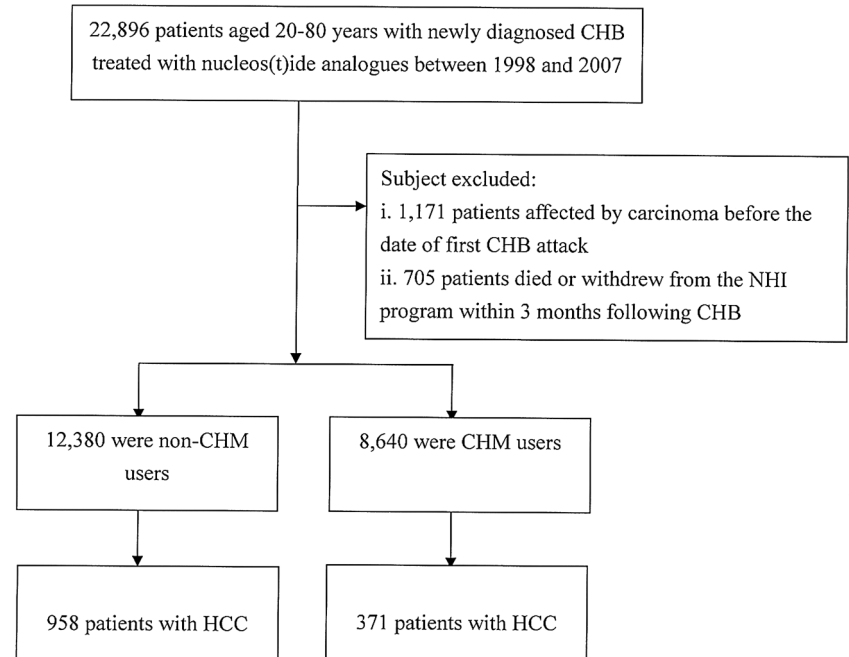 22,896 patients aged 20-80 years with newly diagnosed CHB
treated with nucleos(t)ide analogues between 1998 and 2007
Subject excluded:
i. 1,171 patients affected by carcinoma before the
date of first CHB attack
ii. 705 patients died or withdrew from the NHI
program within 3 months following CHB
12,380 were non-CHM
users
8,640 were CHM users
958 patients with HCC
371 patients with HCC